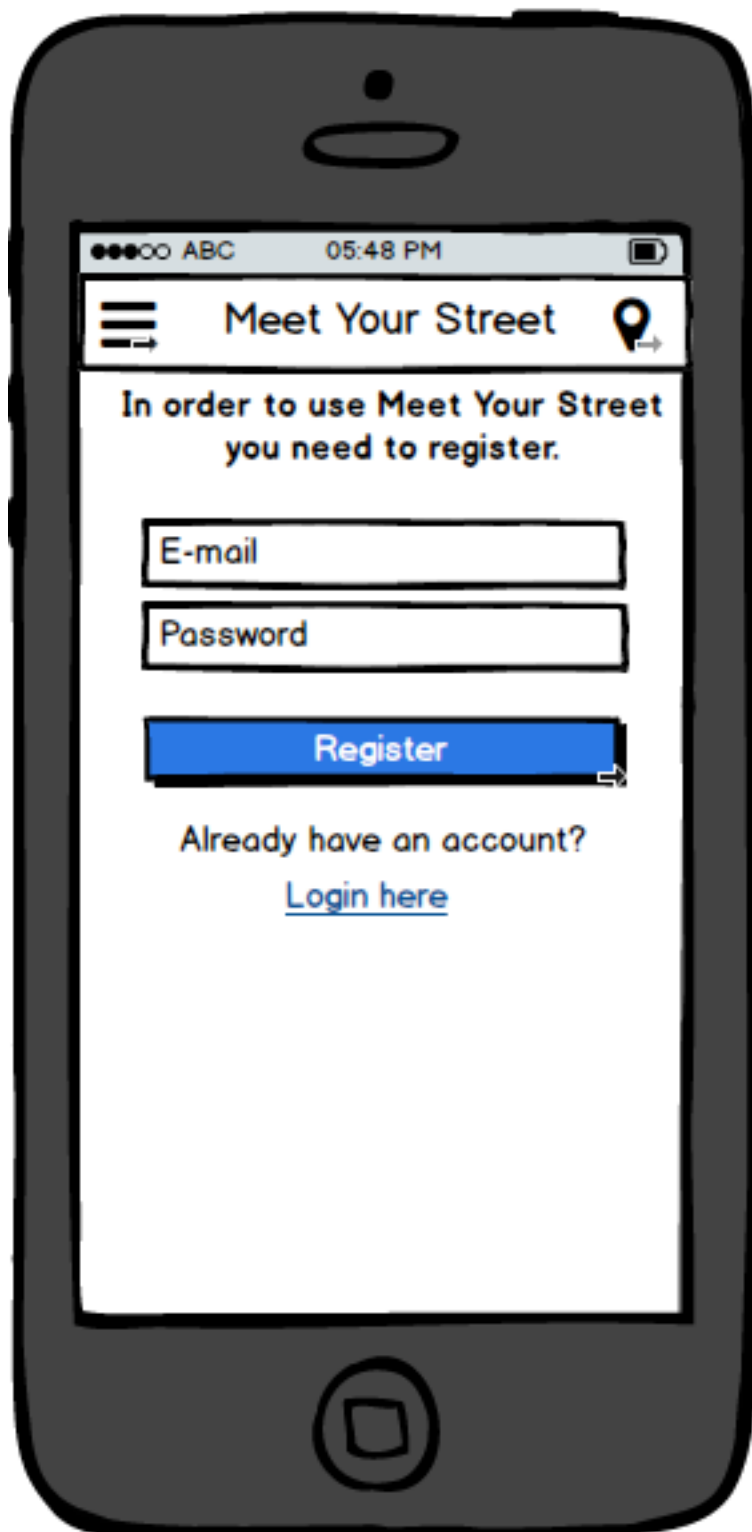 ABC 05:48 PM
Meet Your Street
In order to use Meet Your Street
you need to register.
E-mail
Password
Register
Already have an account?
Login here